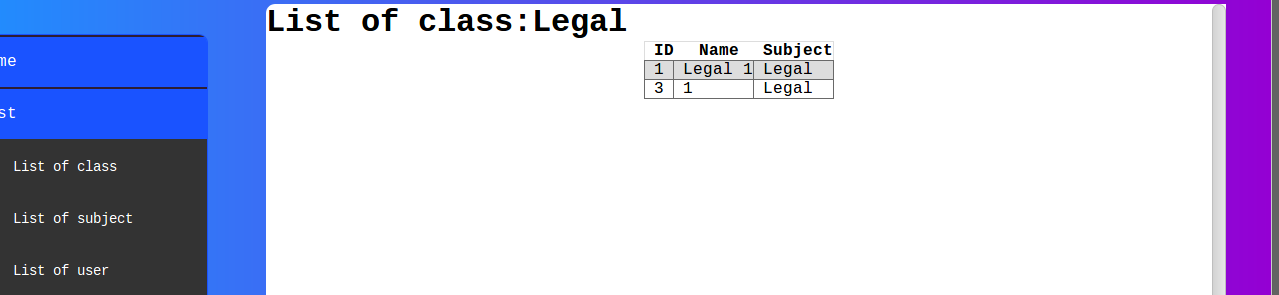 List of class:Legal
ID Name Subject
1 Legal 1 Legal
3 1 Legal
me
st
List of class
List of subject
List of user